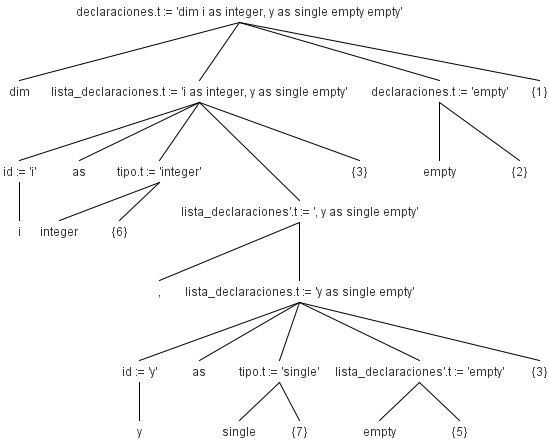 declaraciones.t := 'dim i as integer, y as single empty empty'
dim lista_declaraciones.t := 'i as integer, y as single empty' declaraciones.t := 'empty' {1}
id := 'i' as tipo.t := 'integer' {3} empty {2}
lista_declaraciones'.t := ', y as single empty'
i integer {6}
, lista_declaraciones.t := 'y as single empty'
id := 'y' as tipo.t := 'single' lista_declaraciones'.t := 'empty' {3}
y single {7} empty {5}